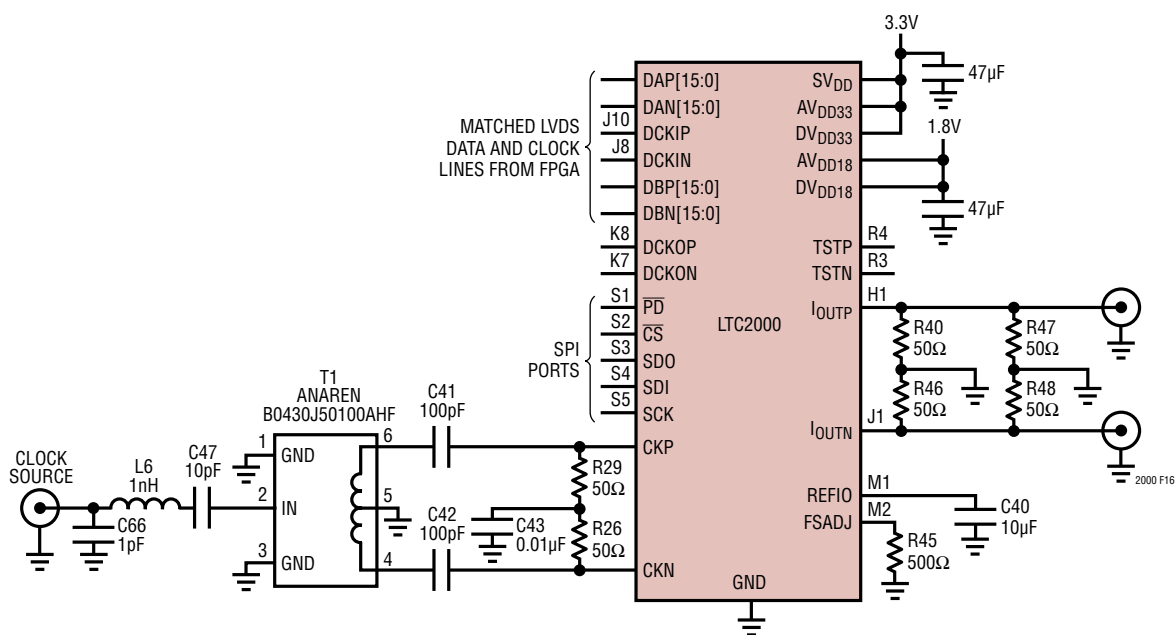 3.3V
47µF
1.8V
47µF
MATCHED LVDS
DATA AND CLOCK
LINES FROM FPGA
J10
J8
DAP[15:0]
DAN[15:0]
DCKIP
DCKIN
DBP[15:0]
DBN[15:0]
K8
DCKOP
K7
DCKON
SPI
PORTS
S1
PD
S2
CS
S3
SDO
S4
SDI
S5
SCK
LTC2000
SVDD
AVDD33
DVDD33
AVDD18
DVDD18
TSTP
R4
TSTN
R3
IOUTP
H1
R40
50Ω
R47
50Ω
R46
50Ω
R48
50Ω
IOUTN
J1
2000 F16
REFIO
M1
C40
10µF
FSADJ
M2
R45
500Ω
GND
CKP
CKN
CLOCK
SOURCE
C66
1pF
L6
1nH
C47
10pF
T1
ANAREN
B0430J50100AHF
1
GND
2
IN
3
GND
6
5
4
C41
100pF
C42
100pF
C43
0.01µF
R29
50Ω
R26
50Ω